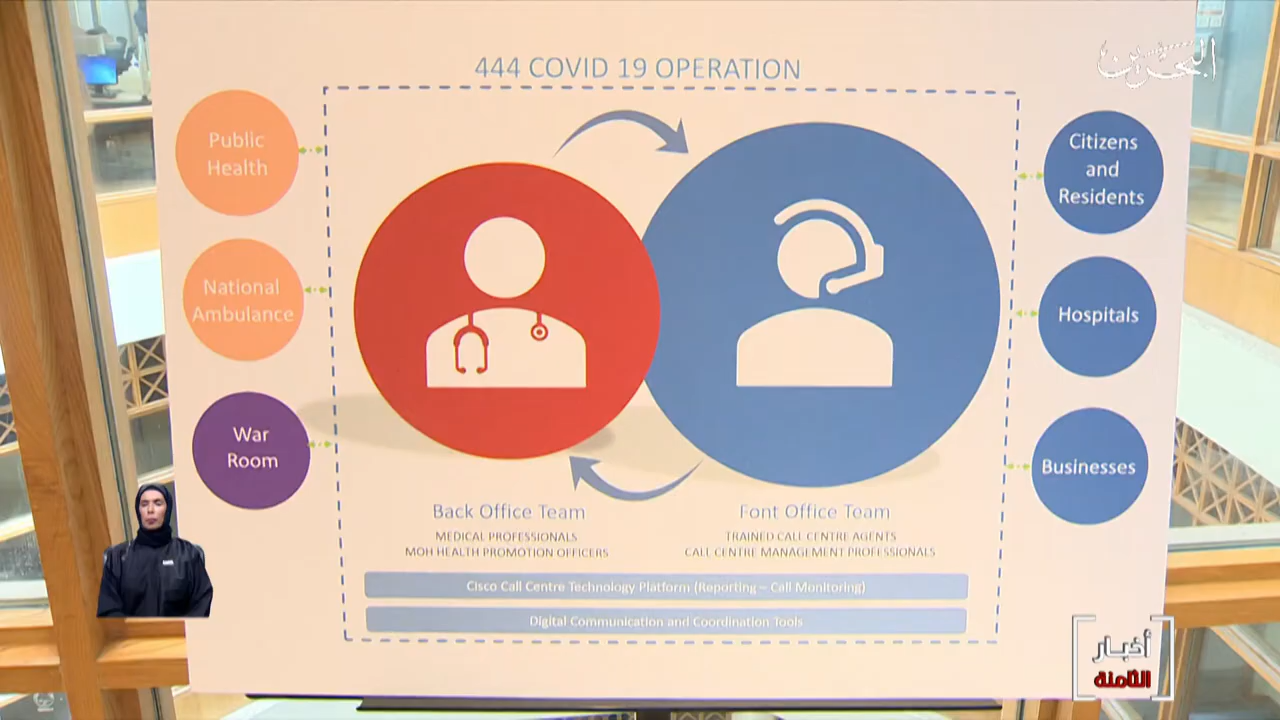 البحرين
444 COVID 19 OPERATION
Public
Health
National
Ambulance
War
Room
Citizens
and
Residents
Hospitals
Businesses
Back Office Team
MEDICAL PROFESSIONALS
MOH HEALTH PROMOTION OFFICERS
Font Office Team
TRAINED CALL CENTRE AGENTS
CALL CENTRE MANAGEMENT PROFESSIONALS
Cisco Call Centre Technology Platform (Reporting – Call Monitoring)
Digital Communication and Coordination Tools
أخبار
الثامنة